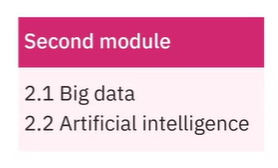 Second module
2.1 Big data
2.2 Artificial intelligence